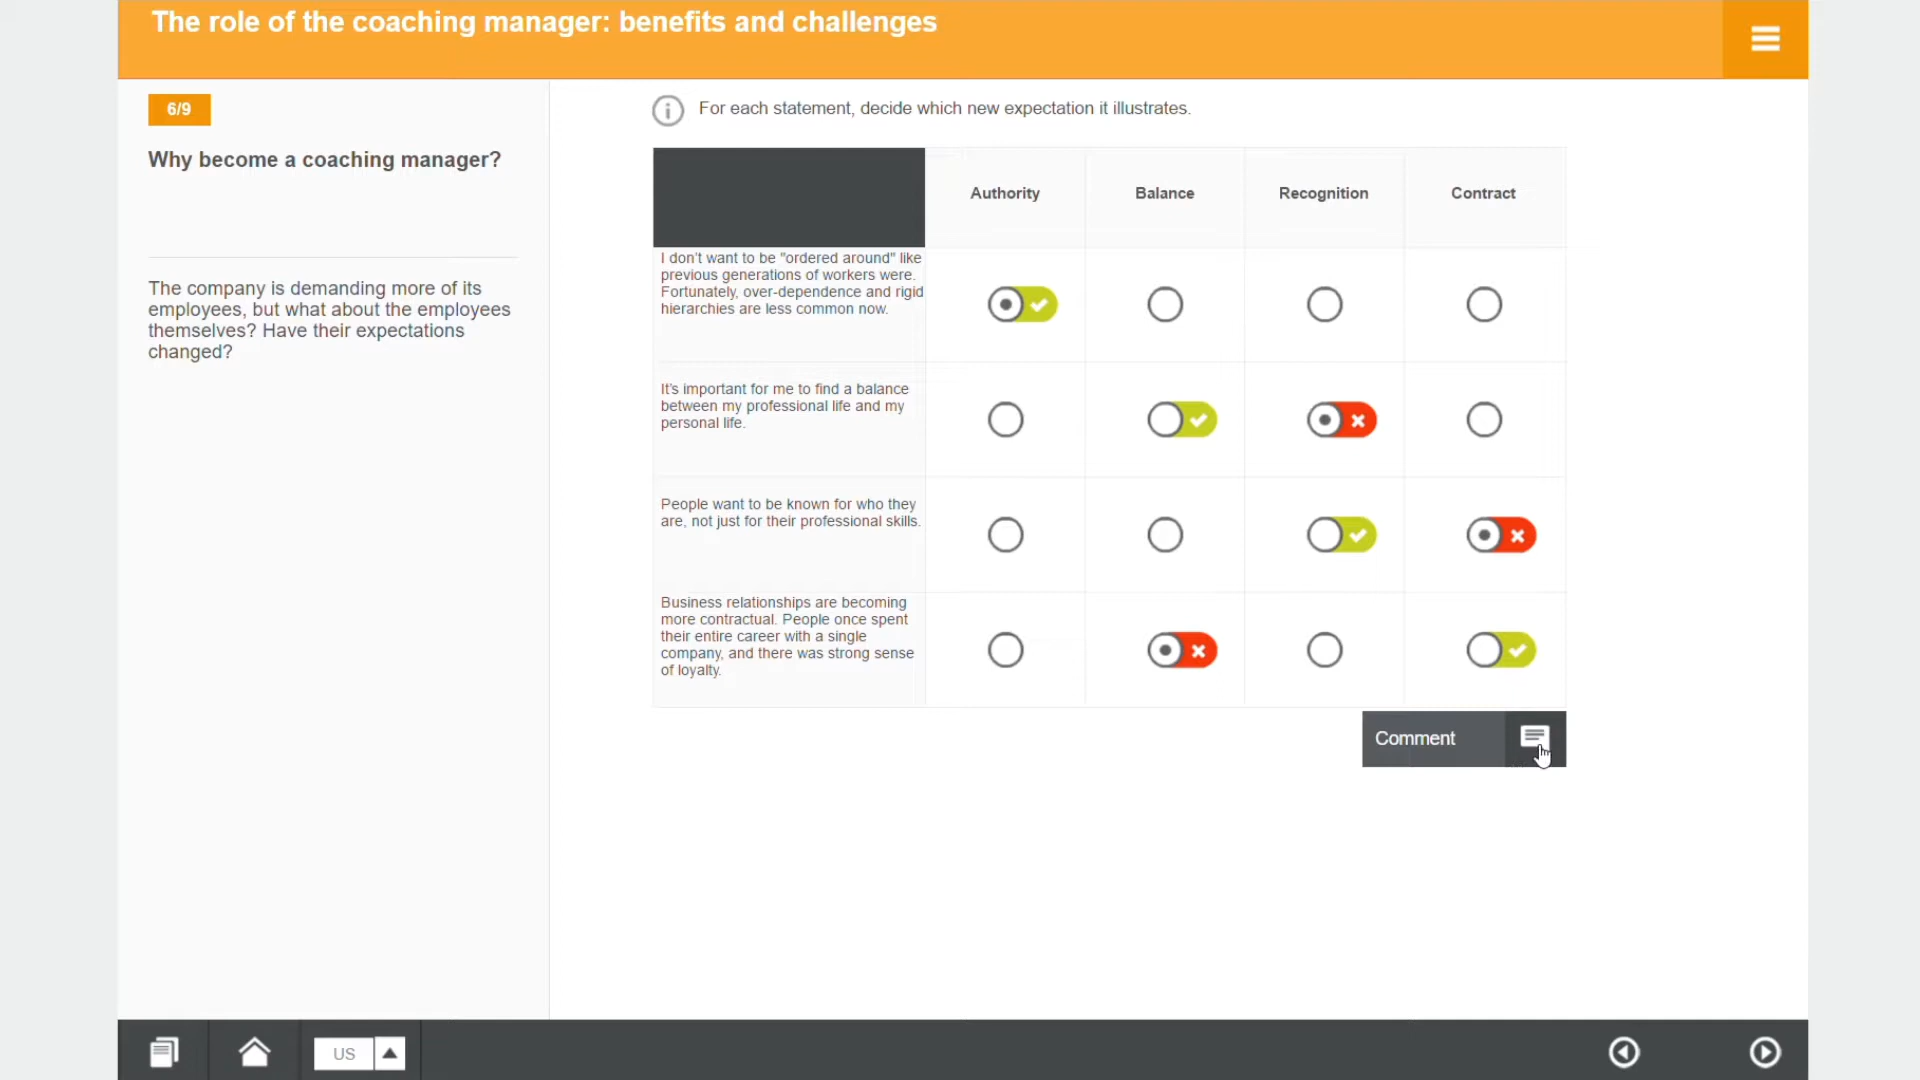 The role of the coaching manager: benefits and challenges
6/9
Why become a coaching manager?
The company is demanding more of its
employees, but what about the employees
themselves? Have their expectations
changed?
For each statement, decide which new expectation it illustrates.
Authority Balance Recognition Contract
I don't want to be "ordered around" like
previous generations of workers were.
Fortunately, over-dependence and rigid
hierarchies are less common now.
It's important for me to find a balance
between my professional life and my
personal life.
People want to be known for who they
are, not just for their professional skills.
Business relationships are becoming
more contractual. People once spent
their entire career with a single
company, and there was strong sense
of loyalty.
Comment
US